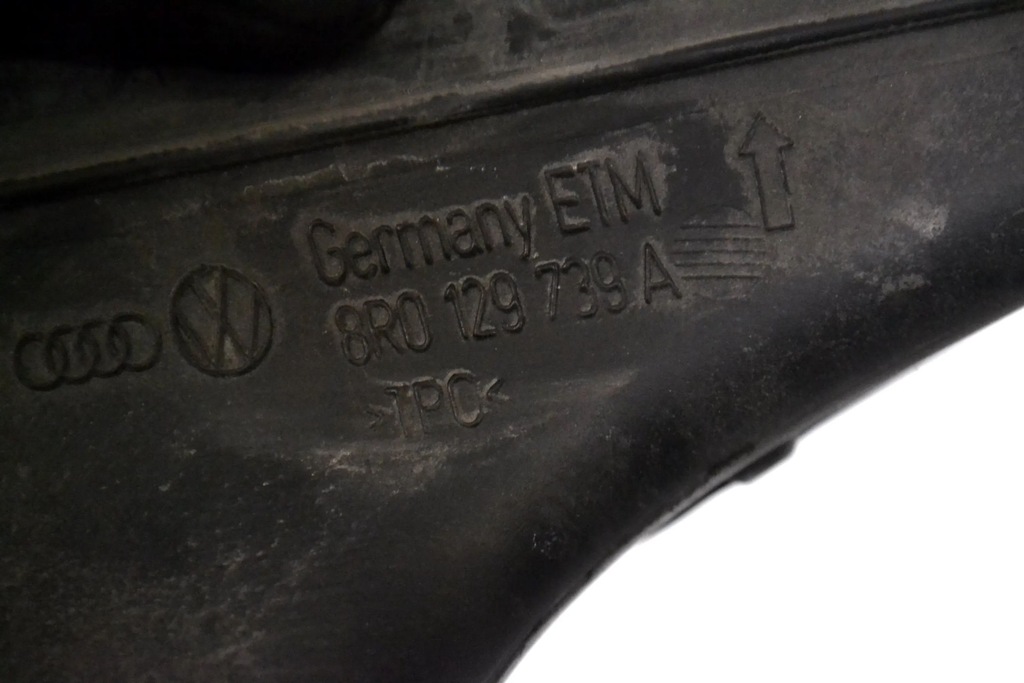 Germany ETM
8R0 129 739 A
>TPC<